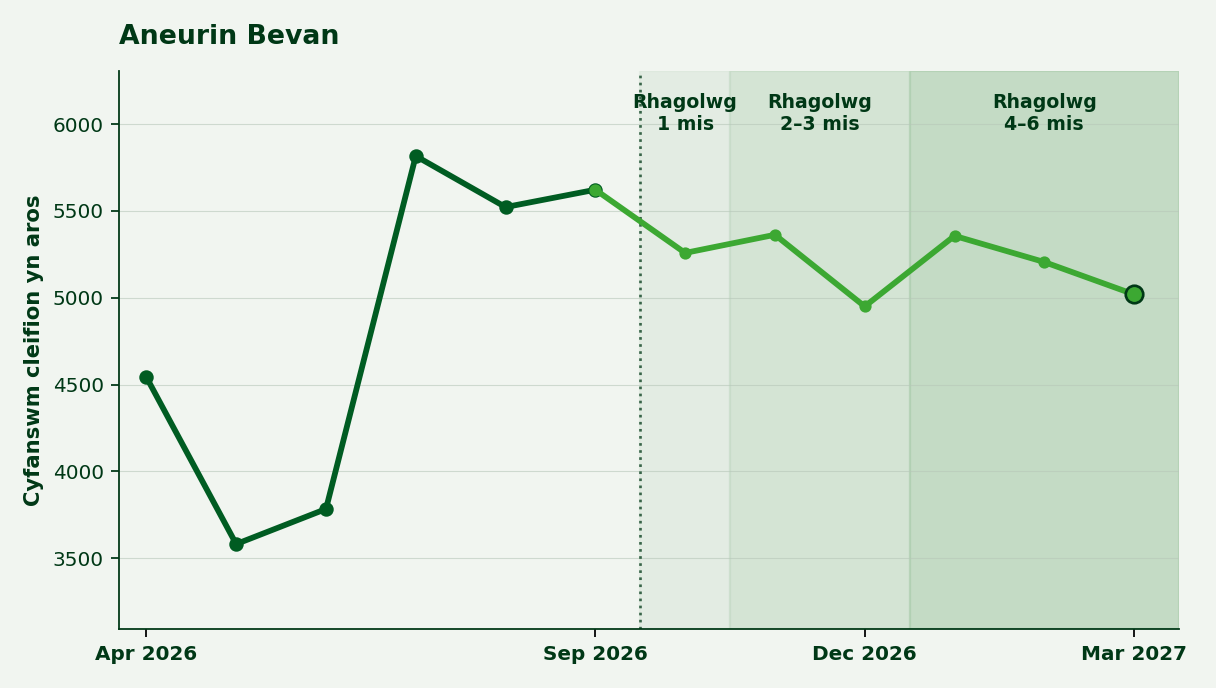 Aneurin Bevan
Rhagolwg
1 mis
Rhagolwg
2–3 mis
Rhagolwg
4–6 mis
Cyfanswm cleifion yn aros
6000
5500
5000
4500
4000
3500
Apr 2026
Sep 2026
Dec 2026
Mar 2027